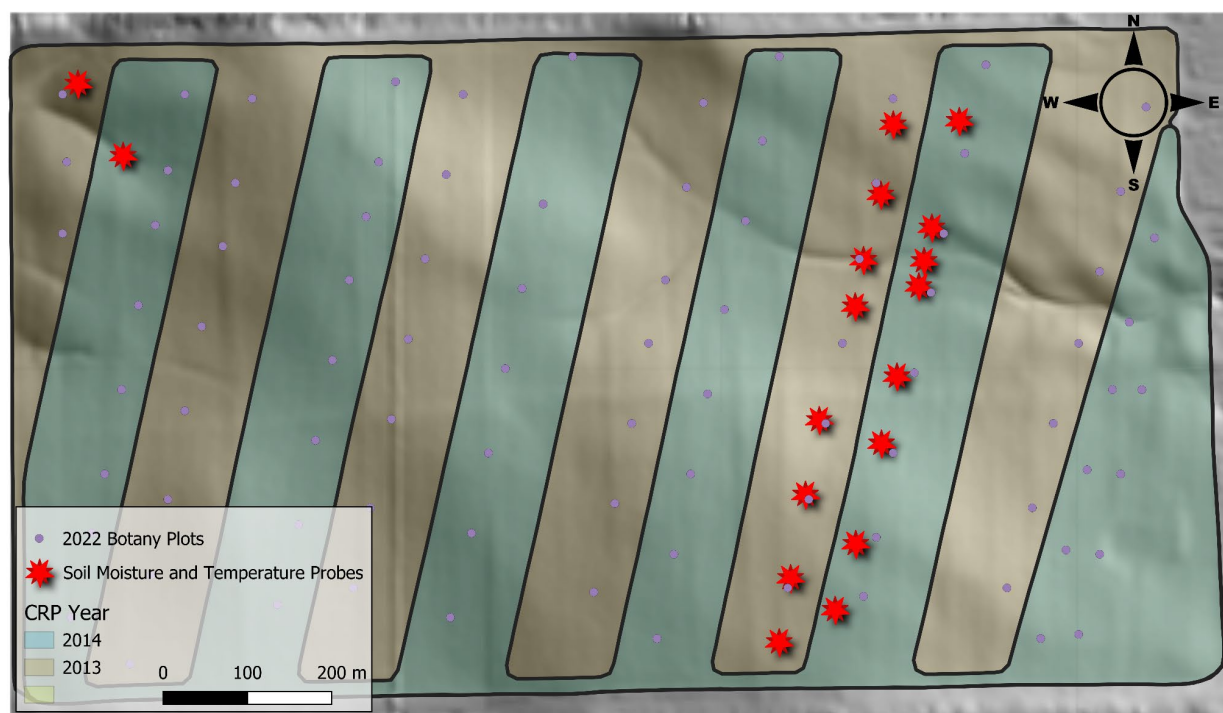 N
W E
S
2022 Botany Plots
Soil Moisture and Temperature Probes
CRP Year
2014
2013
0 100 200 m